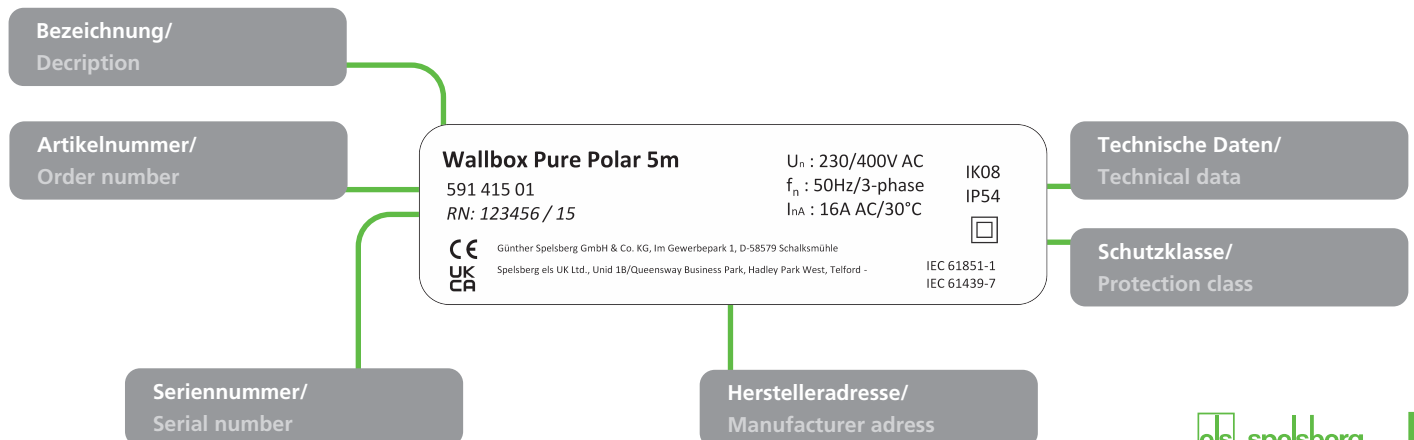 Bezeichnung/
Decription
Artikelnummer/
Order number
Wallbox Pure Polar 5m
591 415 01
RN: 123456 / 15
Un : 230/400V AC
fn : 50Hz/3-phase
InA : 16A AC/30°C
IK08
IP54
CE
Günther Spelsberg GmbH & Co. KG, Im Gewerbepark 1, D-58579 Schalksmühle
UK
CA
Spelsberg els UK Ltd., Unid 1B/Queensway Business Park, Hadley Park West, Telford -
IEC 61851-1
IEC 61439-7
Technische Daten/
Technical data
Schutzklasse/
Protection class
Seriennummer/
Serial number
Herstelleradresse/
Manufacturer adress
els spelsberg